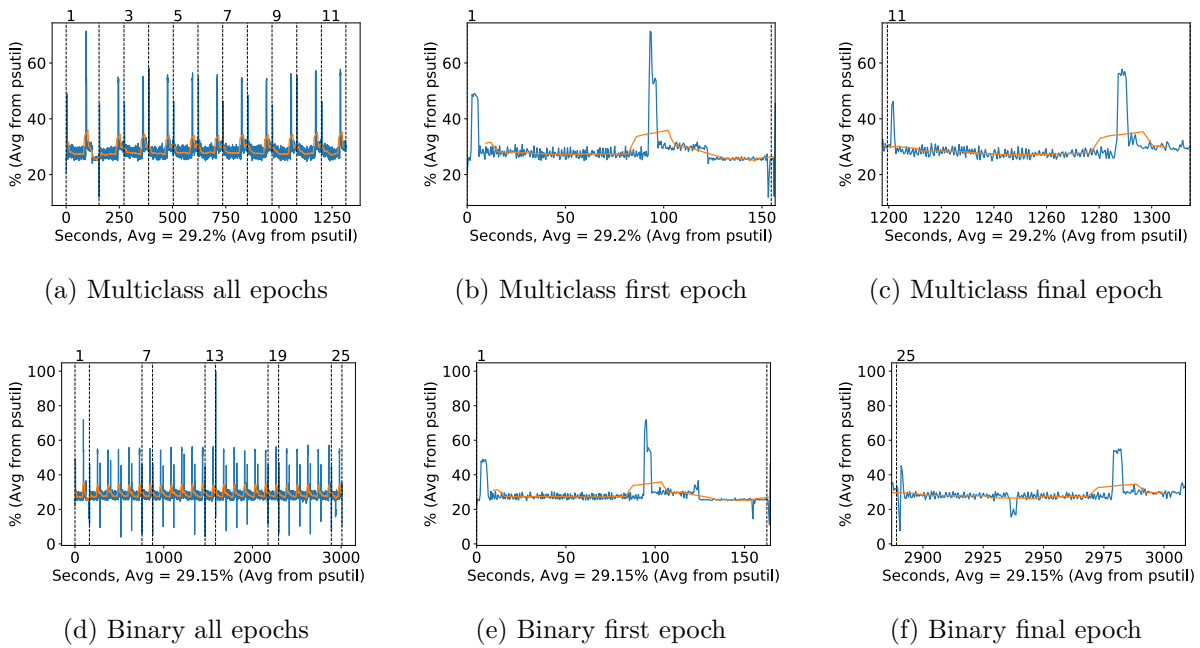 1 3 5 7 9 11
% (Avg from psutil)
60
40
20
0 250 500 750 1000 1250
Seconds, Avg = 29.2% (Avg from psutil)
(a) Multiclass all epochs
1
% (Avg from psutil)
60
40
20
0 50 100 150
Seconds, Avg = 29.2% (Avg from psutil)
(b) Multiclass first epoch
11
% (Avg from psutil)
60
40
20
1200 1220 1240 1260 1280 1300
Seconds, Avg = 29.2% (Avg from psutil)
(c) Multiclass final epoch
1 7 13 19 25
% (Avg from psutil)
100
80
60
40
20
0
0 1000 2000 3000
Seconds, Avg = 29.15% (Avg from psutil)
(d) Binary all epochs
1
% (Avg from psutil)
100
80
60
40
20
0
0 50 100 150
Seconds, Avg = 29.15% (Avg from psutil)
(e) Binary first epoch
25
% (Avg from psutil)
100
80
60
40
20
0
2900 2925 2950 2975 3000
Seconds, Avg = 29.15% (Avg from psutil)
(f) Binary final epoch